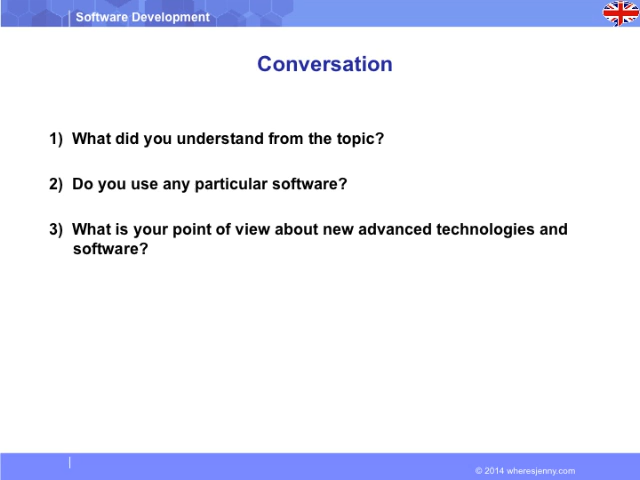 Software Development
Conversation
1) What did you understand from the topic?
2) Do you use any particular software?
3) What is your point of view about new advanced technologies and
software?
© 2014 wheresjenny.com